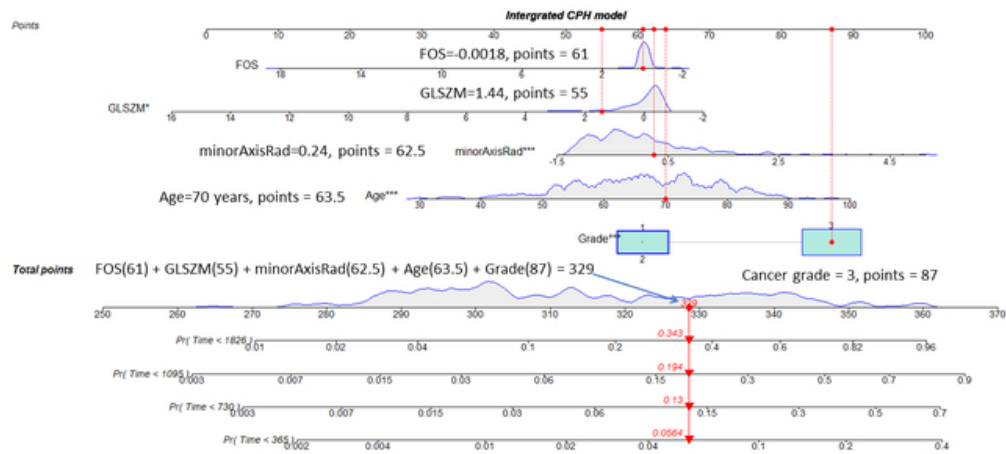 Intergrated CPH model
Points
0 10 20 30 40 50 60 70 80 90 100
FOS=-0.0018, points = 61
FOS
18 14 10 6 2 -2
GLSZM=1.44, points = 55
GLSZM*
16 14 12 10 8 6 4 2 0 -2
minorAxisRad=0.24, points = 62.5
minorAxisRad***
-1.5 0.5 2.5 4.5
Age=70 years, points = 63.5
Age***
30 40 50 60 70 80 90 100
1 3
Grade***
2
Total points
FOS(61) + GLSZM(55) + minorAxisRad(62.5) + Age(63.5) + Grade(87) = 329
Cancer grade = 3, points = 87
329
250 260 270 280 290 300 310 320 330 340 350 360 370
0.343
Pr( Time < 1826)
0.01 0.02 0.04 0.1 0.2 0.4 0.6 0.82 0.96
0.194
Pr( Time < 1095)
0.003 0.007 0.015 0.03 0.06 0.15 0.3 0.5 0.7 0.9
0.13
Pr( Time < 730)
0.003 0.007 0.015 0.03 0.06 0.15 0.3 0.5 0.7
0.0564
Pr( Time < 365)
0.002 0.004 0.01 0.02 0.04 0.1 0.2 0.4